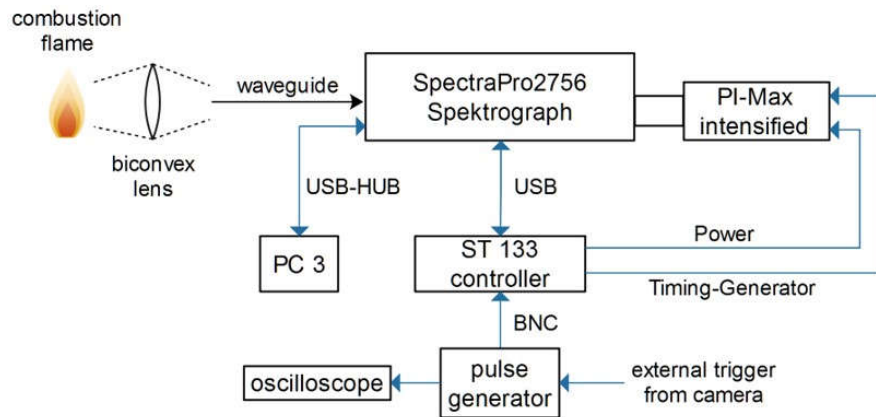 combustion
flame
waveguide
SpectraPro2756
Spektrograph
PI-Max
intensified
biconvex
lens
USB-HUB
USB
PC 3
ST 133
controller
Power
Timing-Generator
BNC
oscilloscope
pulse
generator
external trigger
from camera